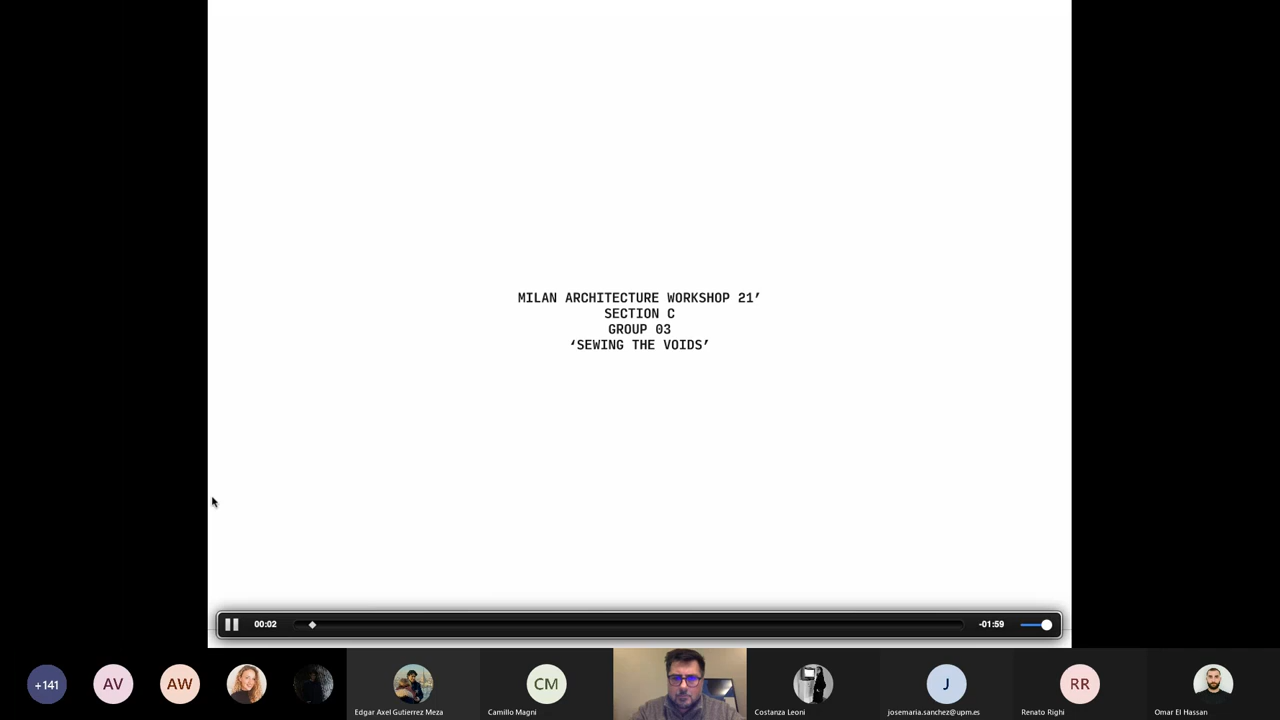 MILAN ARCHITECTURE WORKSHOP 21’
SECTION C
GROUP 03
‘SEWING THE VOIDS’
00:02
-01:59
+141
AV
AW
Edgar Axel Gutierrez Meza
CM
Camillo Magni
Costanza Leoni
J
josemaria.sanchez@upm.es
RR
Renato Righi
Omar El Hassan